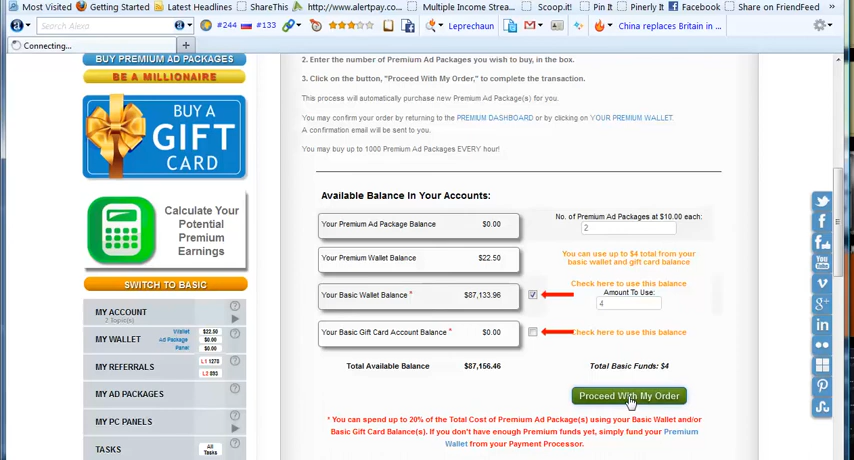 Most Visited
Getting Started
Latest Headlines
ShareThis
http://www.alertpay.co...
Multiple Income Strea...
Scoop.it!
Pin It
Pinerly It
Facebook
Share on FriendFeed
Search Alexa
#244
#133
Leprechaun
China replaces Britain in ...
Connecting...
BUY PREMIUM AD PACKAGES
BE A MILLIONAIRE
BUY A
GIFT
CARD
Calculate Your
Potential
Premium
Earnings
SWITCH TO BASIC
MY ACCOUNT
MY WALLET
Wallet $22.50
Ad Package $0.00
Panel $0.00
MY REFERRALS
L1 1278
L2 893
MY AD PACKAGES
MY PC PANELS
TASKS
All
Tasks
2. Enter the number of Premium Ad Packages you wish to buy, in the box.
3. Click on the button, "Proceed With My Order," to complete the transaction.
This process will automatically purchase new Premium Ad Package(s) for you.
You may confirm your order by returning to the PREMIUM DASHBOARD or by clicking on YOUR PREMIUM WALLET.
A confirmation email will be sent to you.
You may buy up to 1000 Premium Ad Packages EVERY hour!
Available Balance In Your Accounts:
Your Premium Ad Package Balance $0.00
No. of Premium Ad Packages at $10.00 each:
2
Your Premium Wallet Balance $22.50
You can use up to $4 total from your
basic wallet and gift card balance
Your Basic Wallet Balance * $87,133.96
Check here to use this balance
Amount To Use:
4
Your Basic Gift Card Account Balance * $0.00
Check here to use this balance
Total Available Balance $87,156.46
Total Basic Funds: $4
Proceed With My Order
* You can spend up to 20% of the Total Cost of Premium Ad Package(s) using your Basic Wallet and/or
Basic Gift Card Balance(s). If you don't have enough Premium funds yet, simply fund your Premium
Wallet from your Payment Processor.